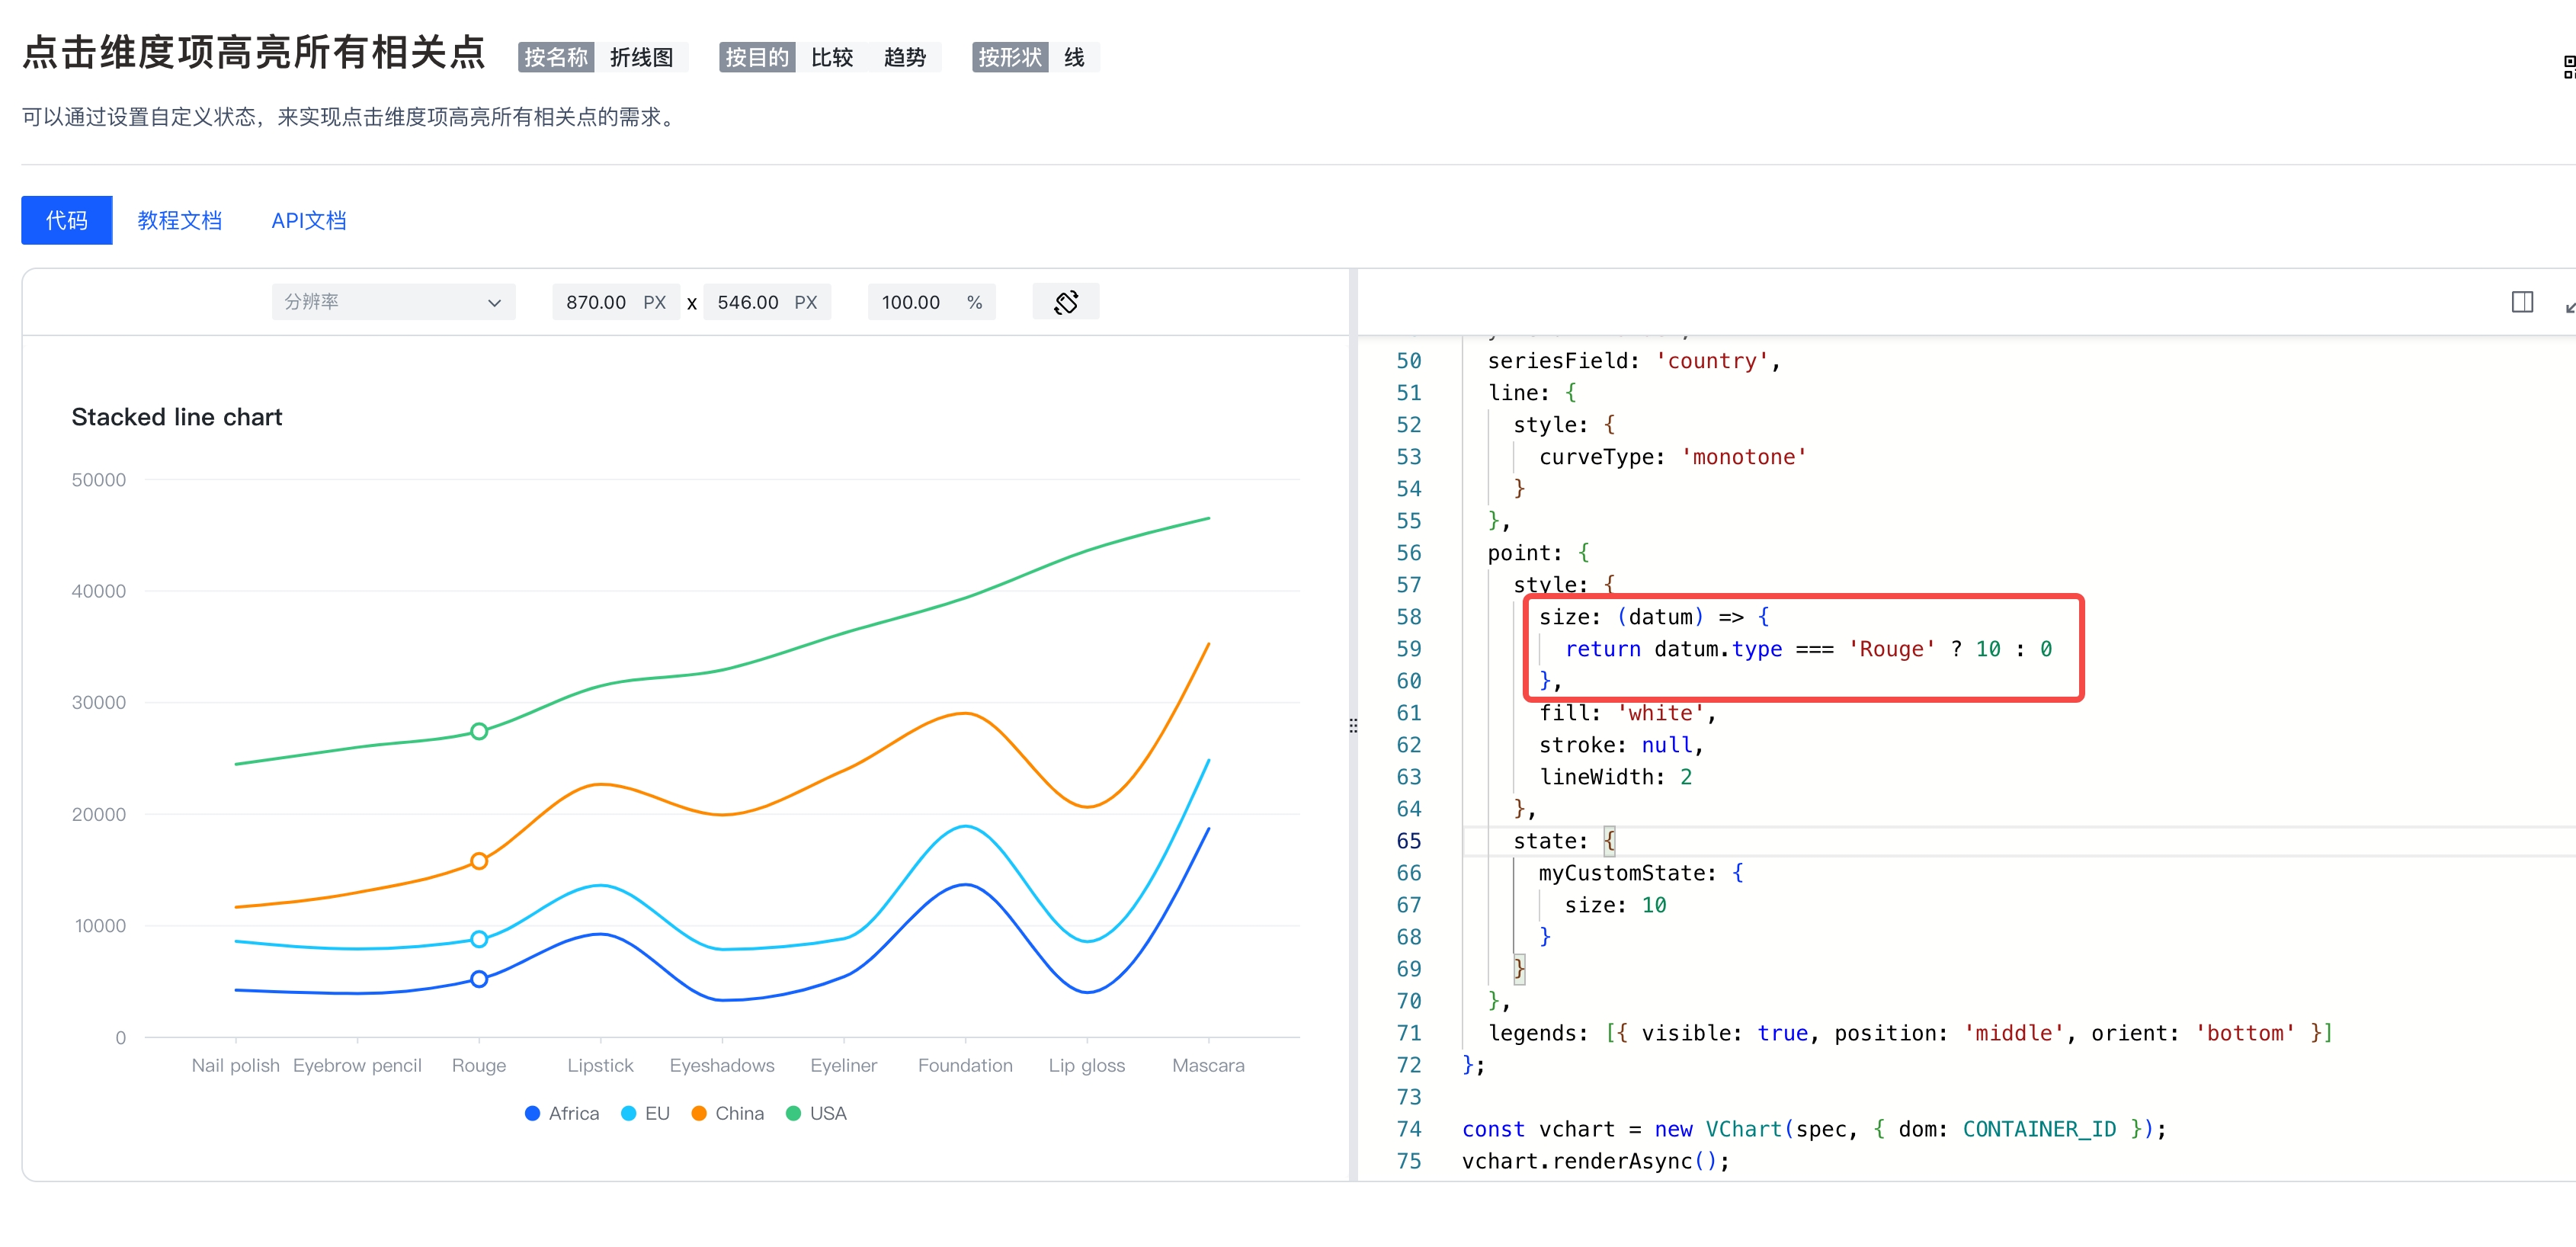 点击维度项高亮所有相关点 按名称 折线图 按目的 比较 趋势 按形状 线
可以通过设置自定义状态，来实现点击维度项高亮所有相关点的需求。
代码 教程文档 API文档
分辨率 870.00 PX x 546.00 PX 100.00 %
Stacked line chart
50000
40000
30000
20000
10000
0
Nail polish Eyebrow pencil Rouge Lipstick Eyeshadows Eyeliner Foundation Lip gloss Mascara
Africa EU China USA
50 seriesField: 'country',
51 line: {
52 style: {
53 curveType: 'monotone'
54 }
55 },
56 point: {
57 style: {
58 size: (datum) => {
59 return datum.type === 'Rouge' ? 10 : 0
60 },
61 fill: 'white',
62 stroke: null,
63 lineWidth: 2
64 },
65 state: {
66 myCustomState: {
67 size: 10
68 }
69 }
70 },
71 legends: [{ visible: true, position: 'middle', orient: 'bottom' }]
72 };
73
74 const vchart = new VChart(spec, { dom: CONTAINER_ID });
75 vchart.renderAsync();